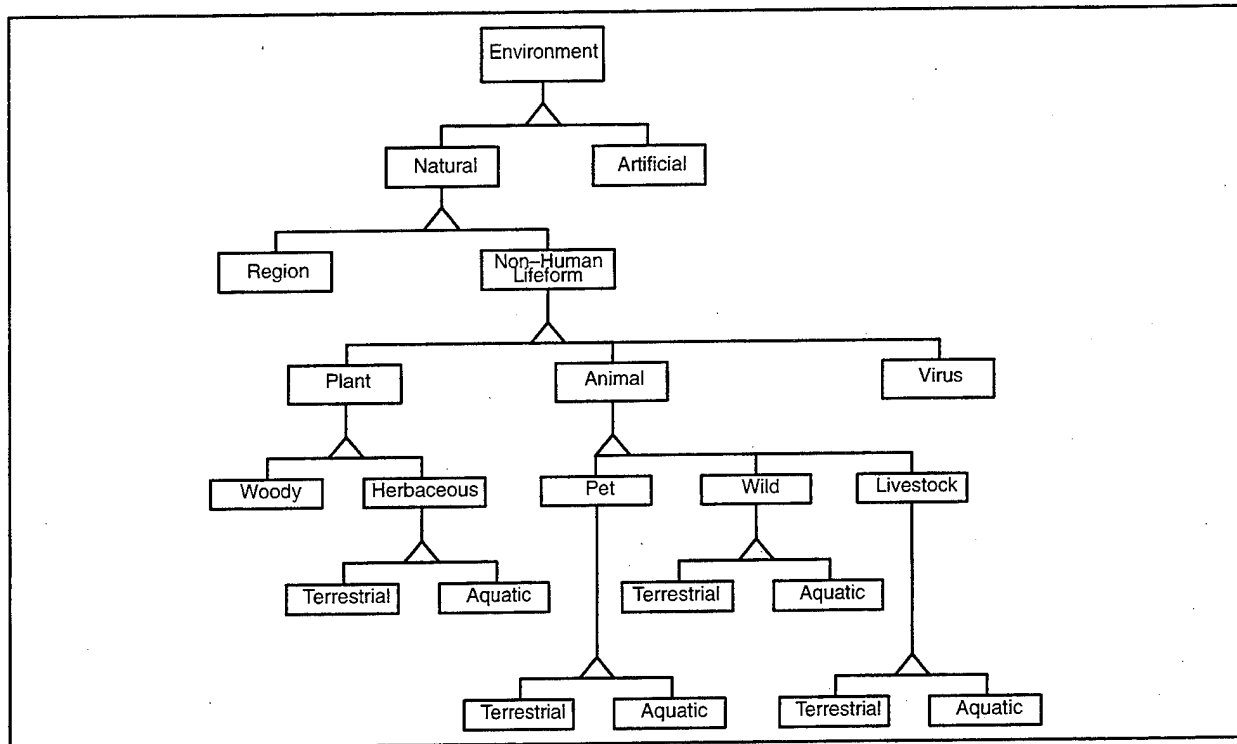 Environment
Natural
Artificial
Region
Non-Human
Lifeform
Plant
Animal
Virus
Woody
Herbaceous
Pet
Wild
Livestock
Terrestrial
Aquatic
Terrestrial
Aquatic
Terrestrial
Aquatic
Terrestrial
Aquatic